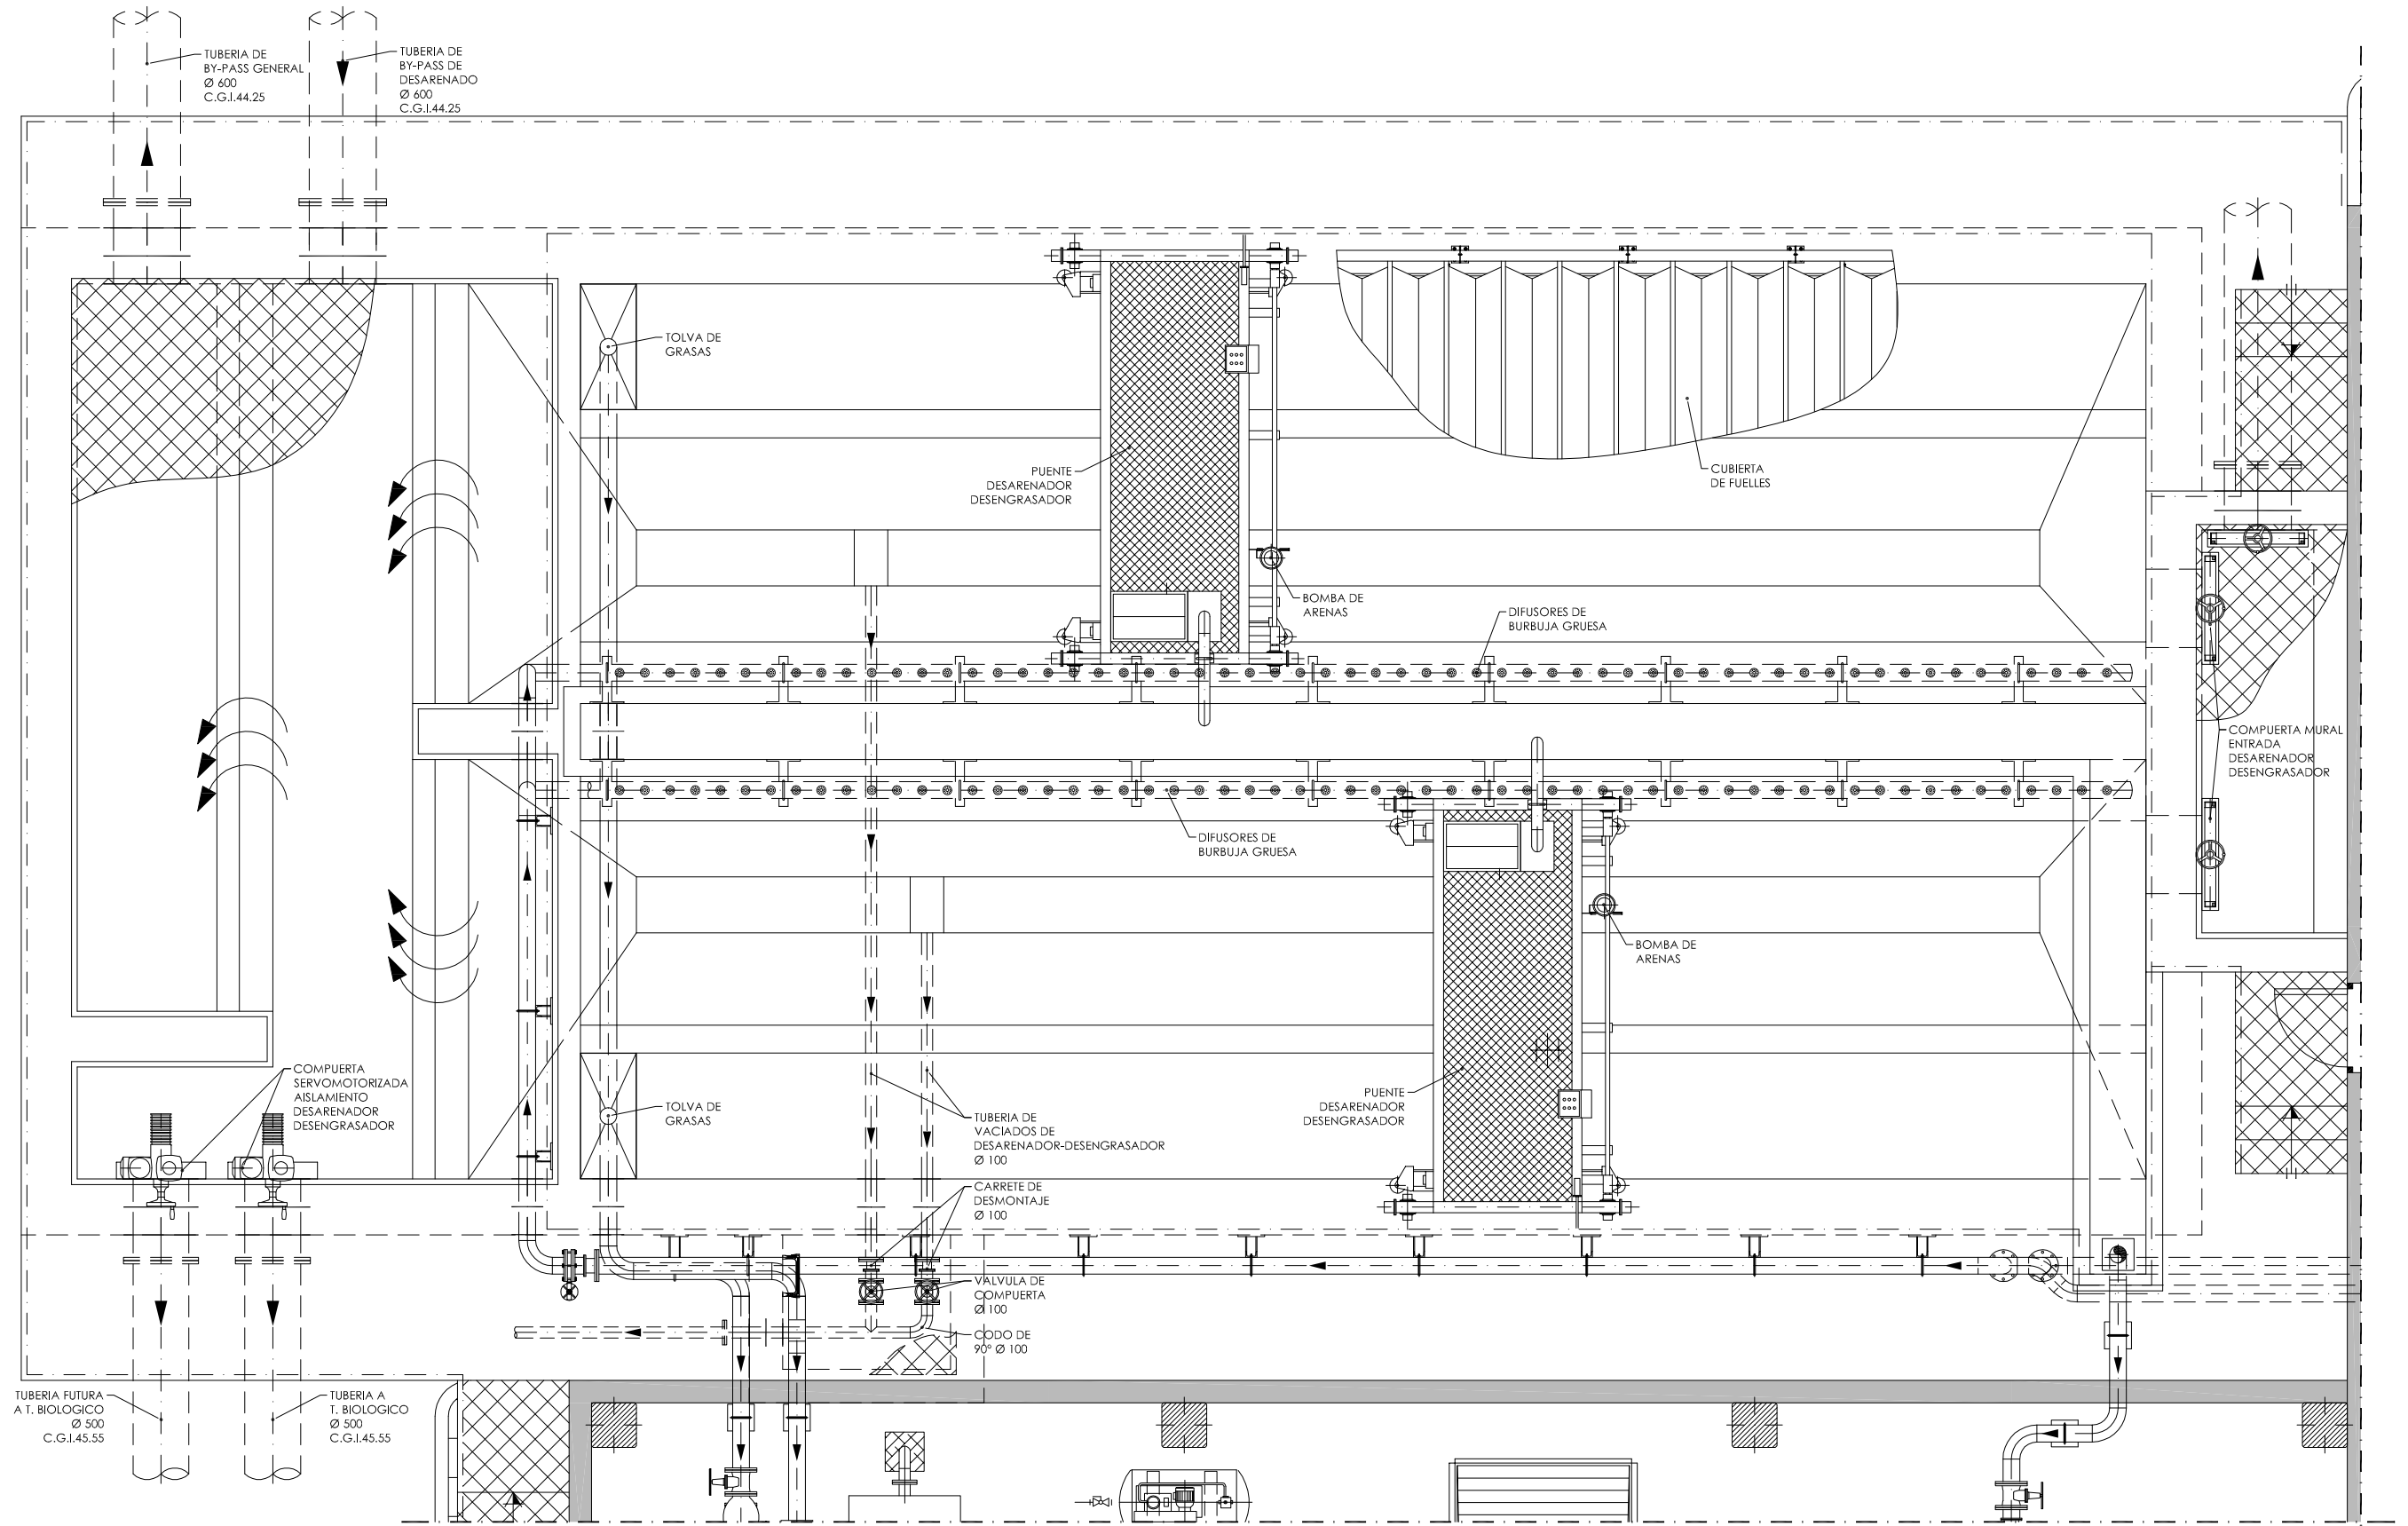 TUBERIA DE
BY-PASS GENERAL
Ø 600
C.G.I.44.25
TUBERIA DE
BY-PASS DE
DESARENADO
Ø 600
C.G.I.44.25
TOLVA DE
GRASAS
PUENTE
DESARENADOR
DESENGRASADOR
CUBIERTA
DE FUELLES
BOMBA DE
ARENAS
DIFUSORES DE
BURBUJA GRUESA
COMPUERTA MURAL
ENTRADA
DESARENADOR
DESENGRASADOR
DIFUSORES DE
BURBUJA GRUESA
BOMBA DE
ARENAS
COMPUERTA
SERVOMOTORIZADA
AISLAMIENTO
DESARENADOR
DESENGRASADOR
TOLVA DE
GRASAS
TUBERIA DE
VACIADOS DE
DESARENADOR-DESENGRASADOR
Ø 100
PUENTE
DESARENADOR
DESENGRASADOR
CARRETE DE
DESMONTAJE
Ø 100
VALVULA DE
COMPUERTA
Ø 100
CODO DE
90° Ø 100
TUBERIA FUTURA
A T. BIOLOGICO
Ø 500
C.G.I.45.55
TUBERIA A
T. BIOLOGICO
Ø 500
C.G.I.45.55